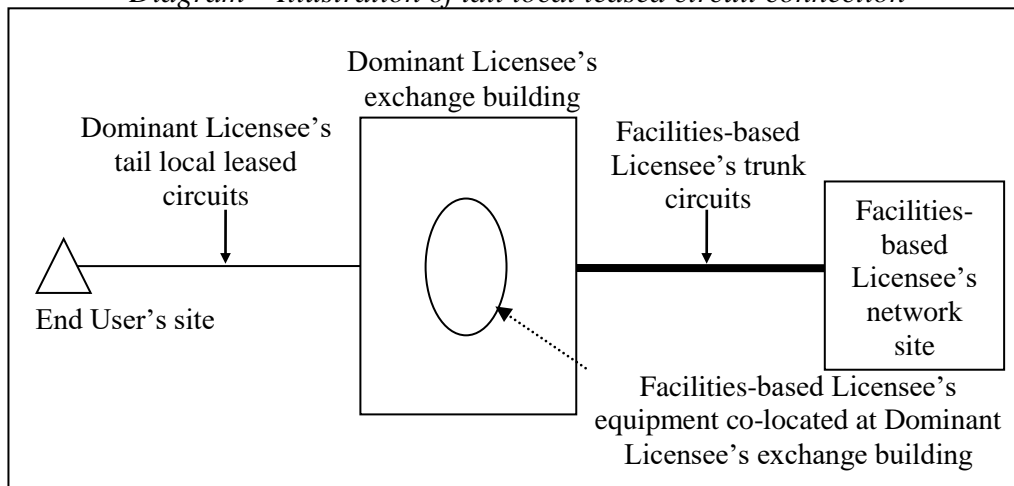 Diagram - Illustration of tail local leased circuit connection
Dominant Licensee's
exchange building
Dominant Licensee's
tail local leased
circuits
Facilities-based
Licensee's trunk
circuits
Facilities-
based
Licensee's
network
site
End User's site
Facilities-based Licensee's
equipment co-located at Dominant
Licensee's exchange building